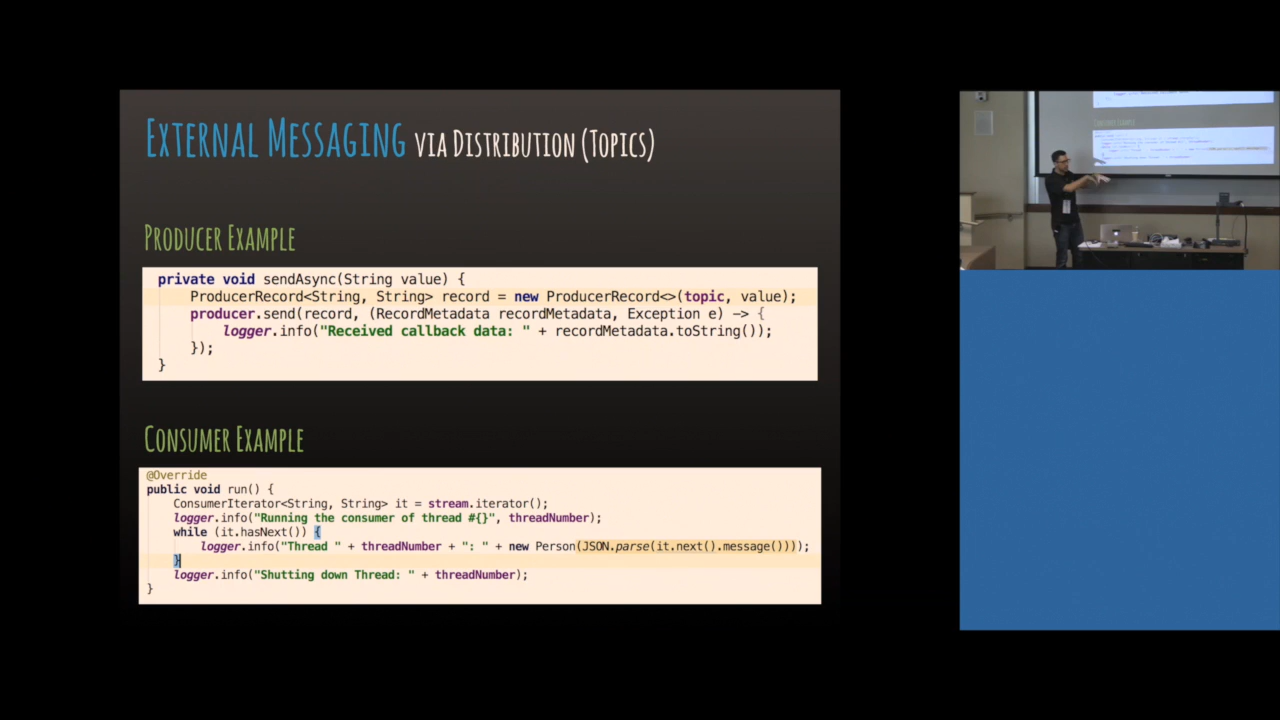 External Messaging via Distribution (Topics)
Producer Example
private void sendAsync(String value) {
ProducerRecord<String, String> record = new ProducerRecord<>(topic, value);
producer.send(record, (RecordMetadata recordMetadata, Exception e) -> {
logger.info("Received callback data: " + recordMetadata.toString());
});
}
Consumer Example
@Override
public void run() {
ConsumerIterator<String, String> it = stream.iterator();
logger.info("Running the consumer of thread #{}", threadNumber);
while (it.hasNext()) {
logger.info("Thread " + threadNumber + ": " + new Person(JSON.parse(it.next().message())));
}
logger.info("Shutting down Thread: " + threadNumber);
}
Consumer Example